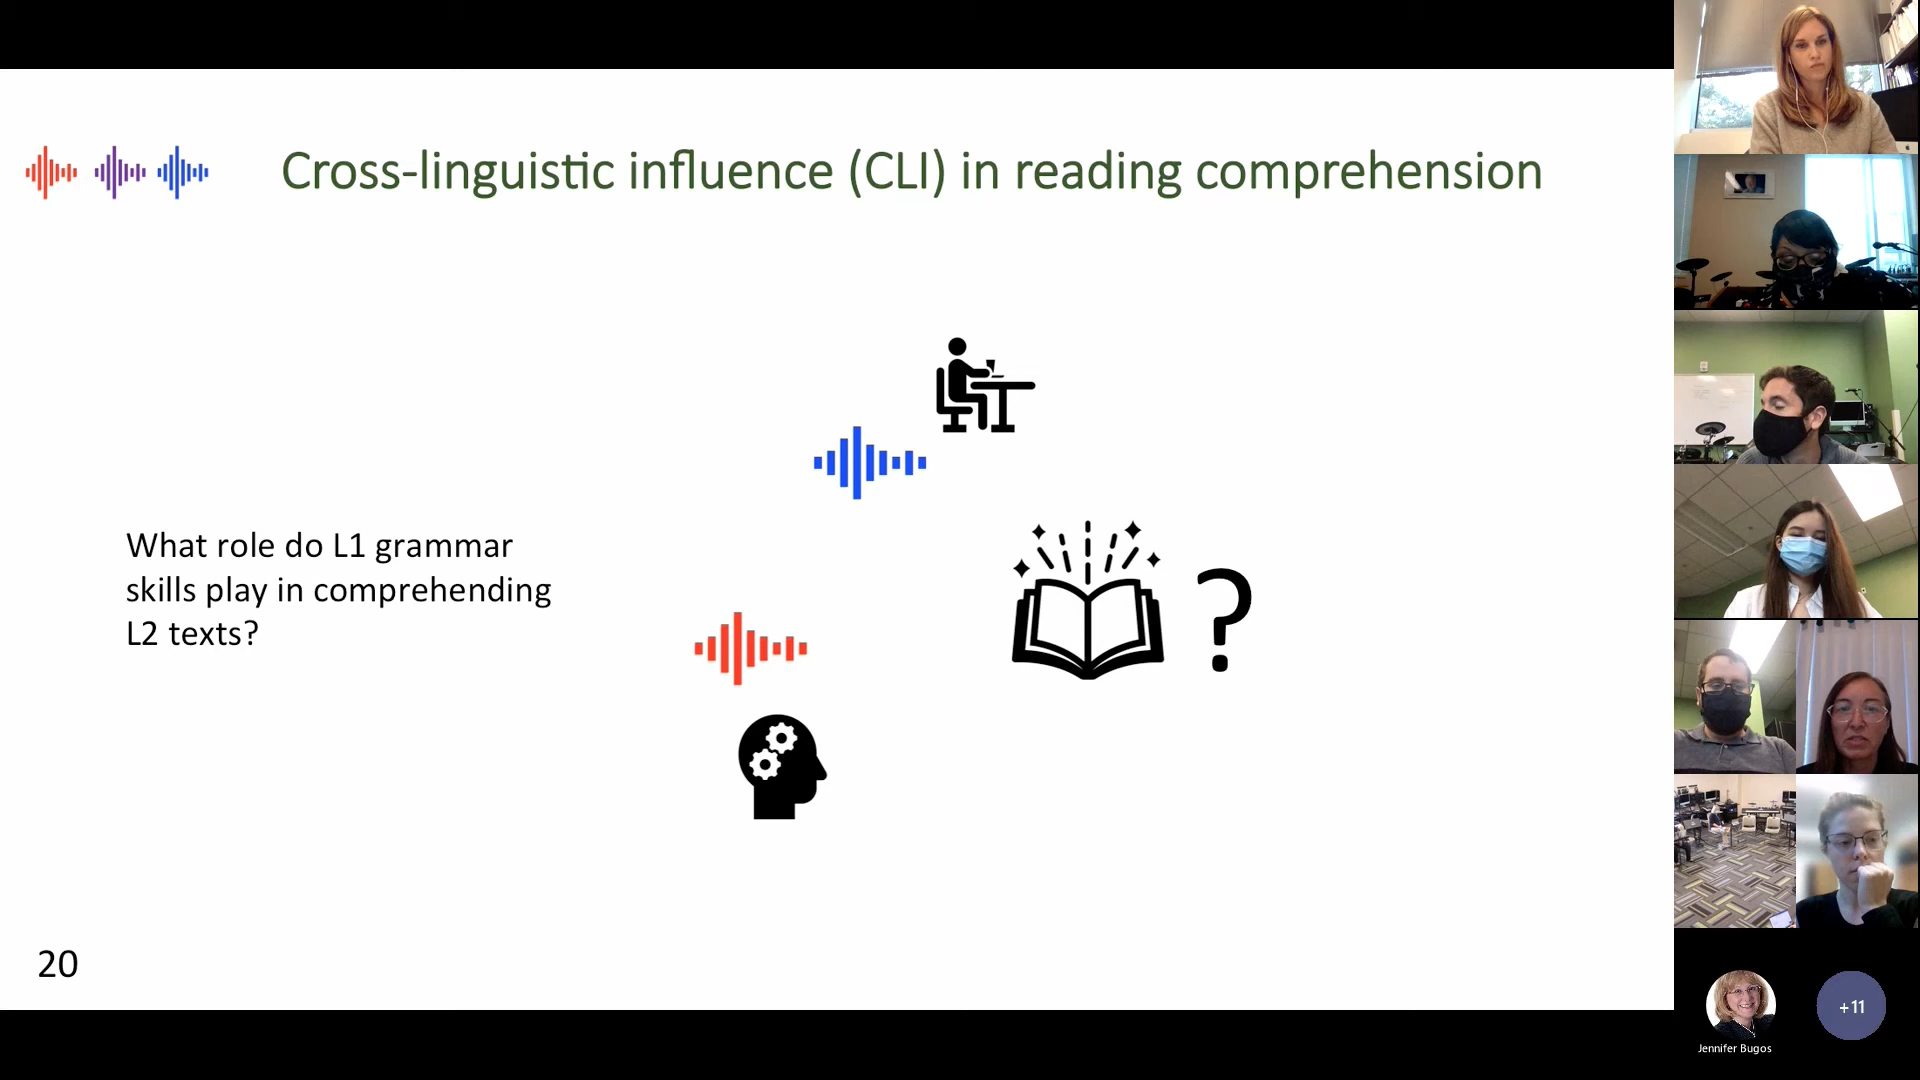 Cross-linguistic influence (CLI) in reading comprehension
What role do L1 grammar
skills play in comprehending
L2 texts?
?
20
+11
Jennifer Bugos